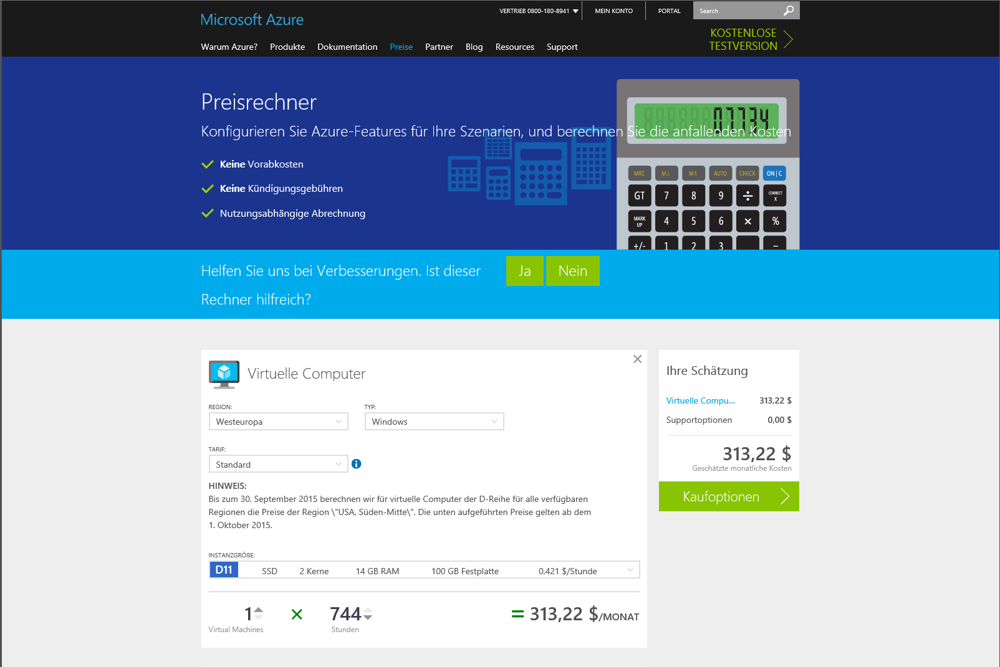 VERTRIEB 0800-180-8941
MEIN KONTO
PORTAL
Search
Microsoft Azure
KOSTENLOSE
TESTVERSION
Warum Azure? Produkte Dokumentation Preise Partner Blog Resources Support
Preisrechner
07734
Konfigurieren Sie Azure-Features für Ihre Szenarien, und berechnen Sie die anfallenden Kosten
Keine Vorabkosten
Keine Kündigungsgebühren
Nutzungsabhängige Abrechnung
MRC M= M± AUTO CHECK ON|C
GT 7 8 9 ÷ CORRECT X
MARK UP 4 5 6 × %
+/- 1 2 3 −
Helfen Sie uns bei Verbesserungen. Ist dieser
Rechner hilfreich?
Ja Nein
Virtuelle Computer
REGION: TYP:
Westeuropa Windows
TARIF:
Standard
HINWEIS:
Bis zum 30. September 2015 berechnen wir für virtuelle Computer der D-Reihe für alle verfügbaren
Regionen die Preise der Region \"USA, Süden-Mitte\". Die unten aufgeführten Preise gelten ab dem
1. Oktober 2015.
INSTANZGRÖßE:
D11 SSD 2 Kerne 14 GB RAM 100 GB Festplatte 0,421 $/Stunde
1 × 744 = 313,22 $/MONAT
Virtual Machines Stunden
Ihre Schätzung
Virtuelle Compu... 313,22 $
Supportoptionen 0,00 $
313,22 $
Geschätzte monatliche Kosten
Kaufoptionen